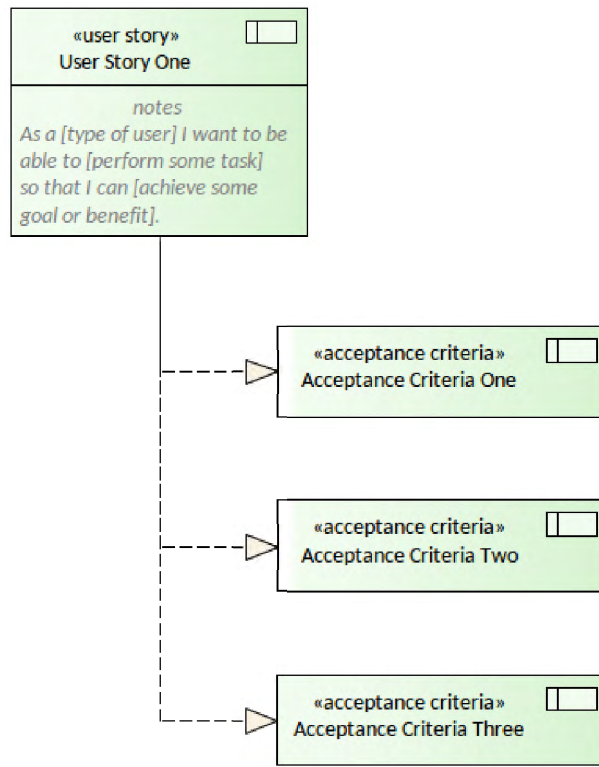 «user story»
User Story One
notes
As a [type of user] I want to be
able to [perform some task]
so that I can [achieve some
goal or benefit].
«acceptance criteria»
Acceptance Criteria One
«acceptance criteria»
Acceptance Criteria Two
«acceptance criteria»
Acceptance Criteria Three